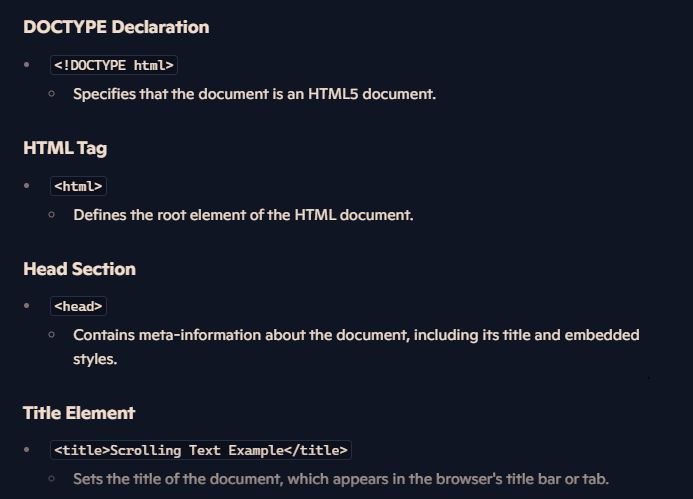 DOCTYPE Declaration
<!DOCTYPE html>
Specifies that the document is an HTML5 document.
HTML Tag
<html>
Defines the root element of the HTML document.
Head Section
<head>
Contains meta-information about the document, including its title and embedded
styles.
Title Element
<title>Scrolling Text Example</title>
Sets the title of the document, which appears in the browser's title bar or tab.